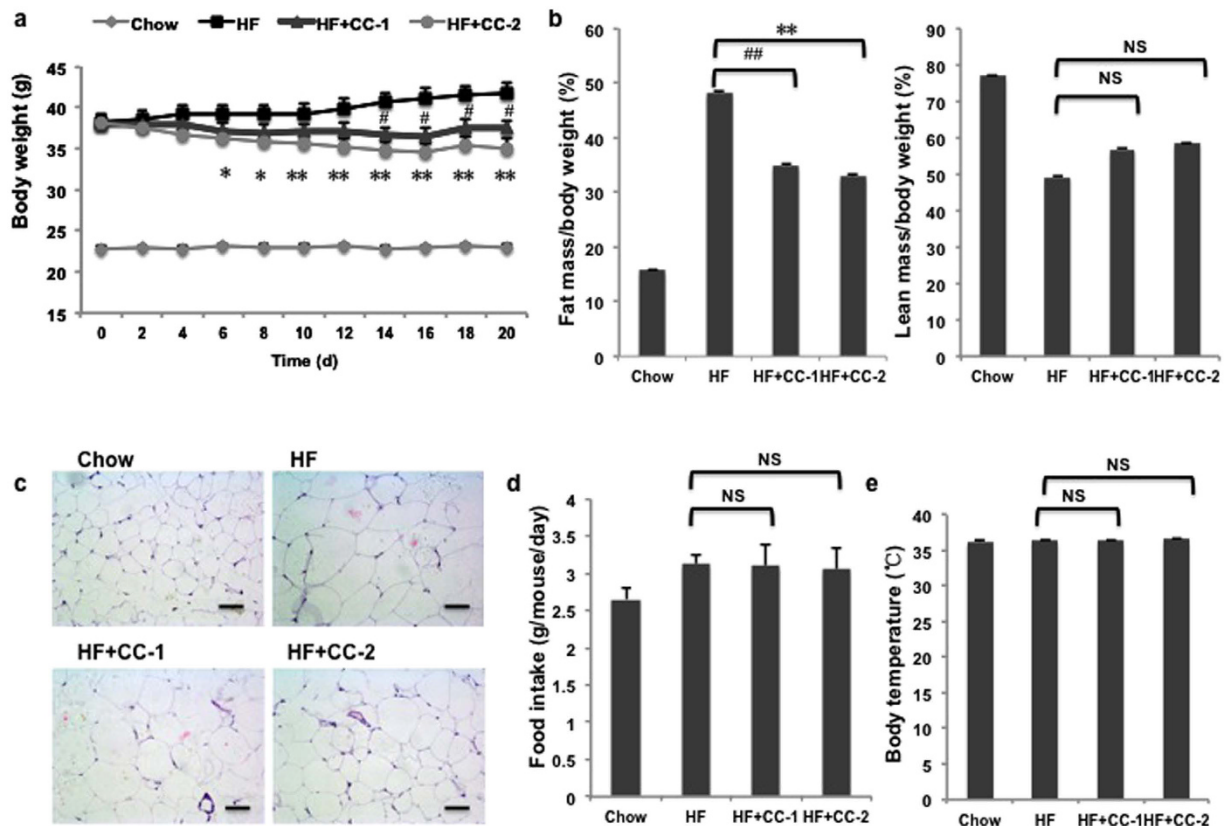 a
Chow HF HF+CC-1 HF+CC-2
Body weight (g)
45
40
35
30
25
20
15
# # # #
* * ** ** ** ** ** **
0 2 4 6 8 10 12 14 16 18 20
Time (d)
b
Fat mass/body weight (%)
60
50
40
30
20
10
0
**
##
Chow HF HF+CC-1 HF+CC-2
Lean mass/body weight (%)
90
80
70
60
50
40
30
20
10
0
NS
NS
Chow HF HF+CC-1 HF+CC-2
c
Chow HF
HF+CC-1 HF+CC-2
d
Food intake (g/mouse/day)
4
3.5
3
2.5
2
1.5
1
0.5
0
NS
NS
Chow HF HF+CC-1 HF+CC-2
e
Body temperature (℃)
50
45
40
35
30
25
20
15
10
5
0
NS
NS
Chow HF HF+CC-1 HF+CC-2